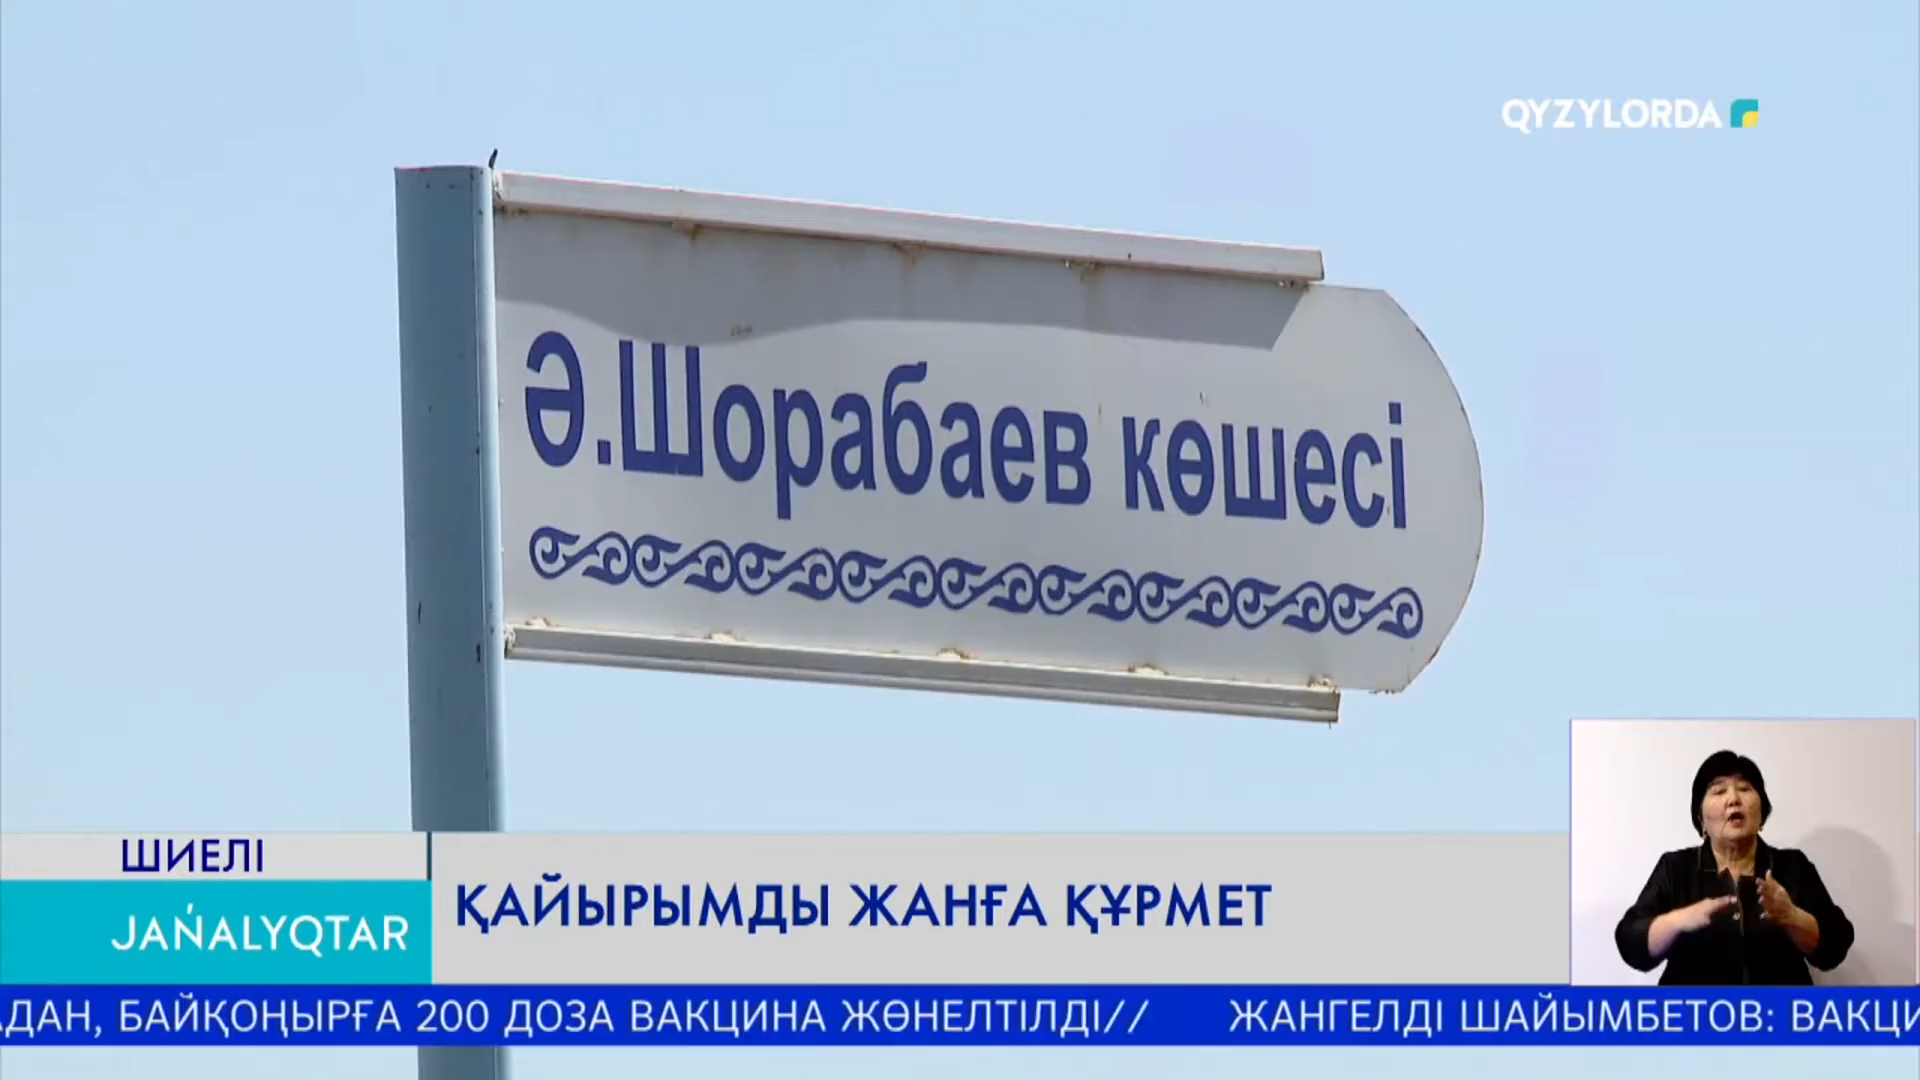 QYZYLORDA
Ә.Шорабаев көшесі
ШИЕЛІ
JAŃALYQTAR
ҚАЙЫРЫМДЫ ЖАНҒА ҚҰРМЕТ
БАЙҚОҢЫРҒА 200 ДОЗА ВАКЦИНА ЖӨНЕЛТІЛДІ// ЖАНГЕЛДІ ШАЙЫМБЕТОВ: